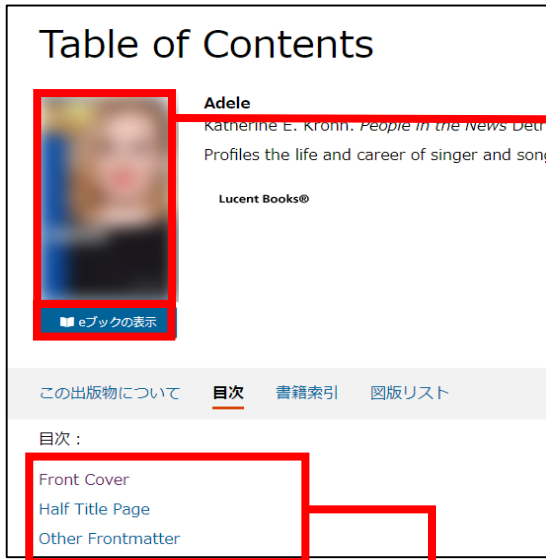 Table of Contents
Adele
Katherine E. Krohn. People in the News Detr
Profiles the life and career of singer and song
Lucent Books®
eブックの表示
この出版物について 目次 書籍索引 図版リスト
目次：
Front Cover
Half Title Page
Other Frontmatter